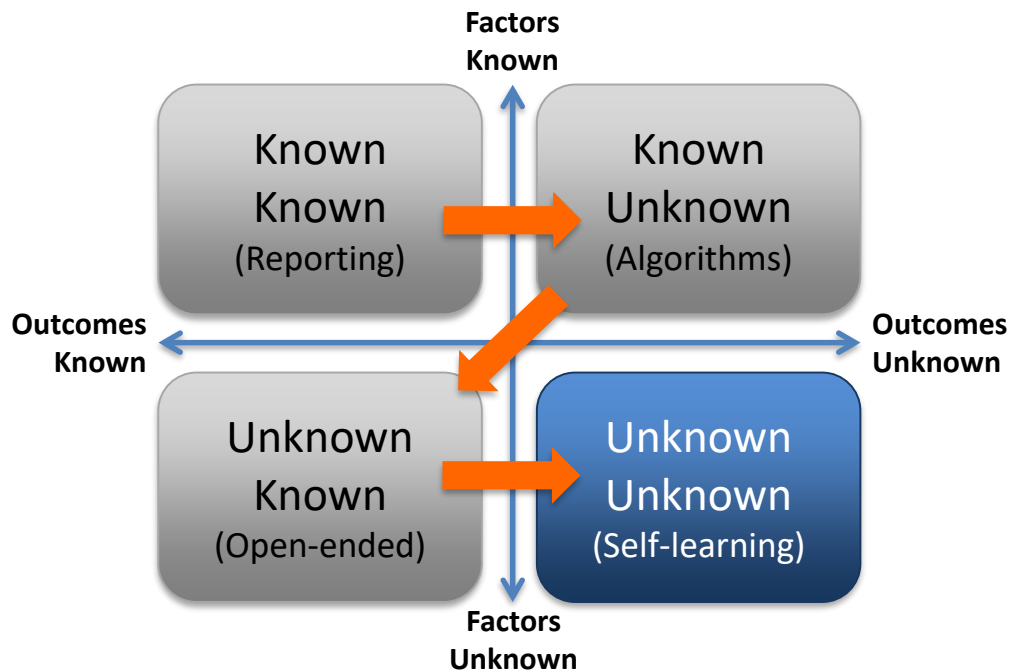 Factors
Known
Known
Known
(Reporting)
Known
Unknown
(Algorithms)
Outcomes
Known
Outcomes
Unknown
Unknown
Known
(Open-ended)
Unknown
Unknown
(Self-learning)
Factors
Unknown